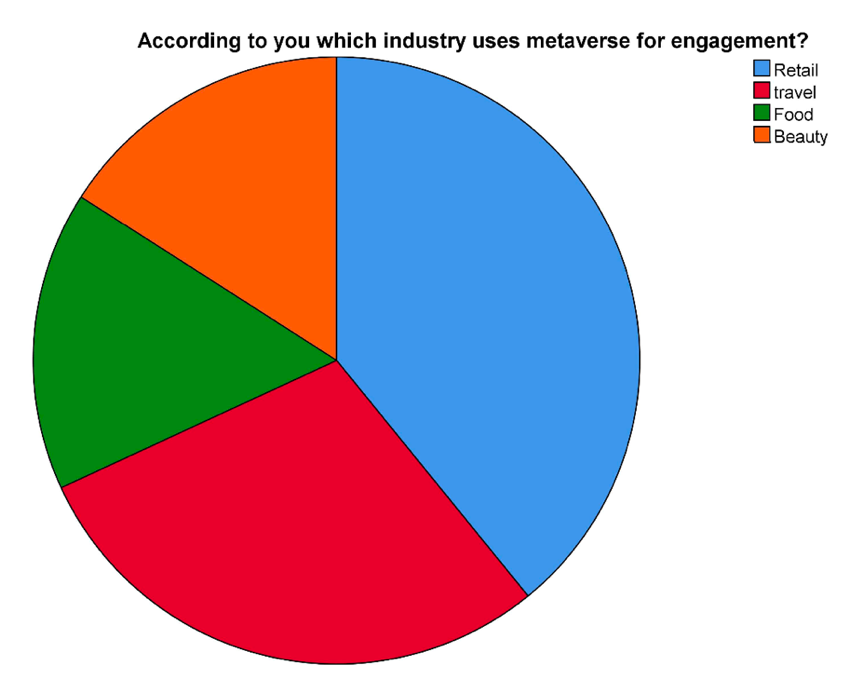 According to you which industry uses metaverse for engagement?
Retail
travel
Food
Beauty